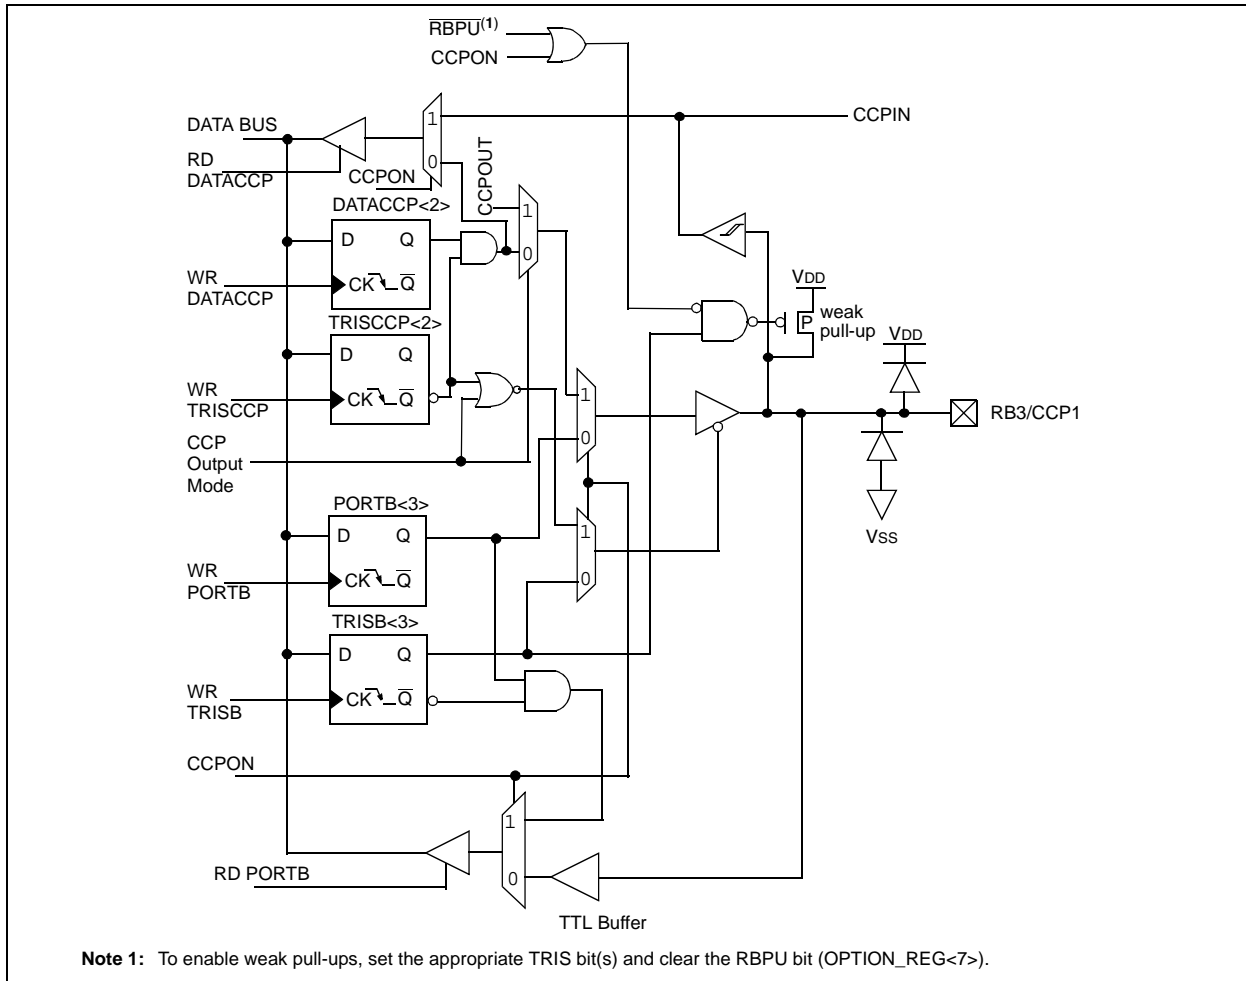 R̅B̅P̅U̅(1)
CCPON
DATA BUS
1
CCPIN
RD
DATACCP
0
CCPON
CCPOUT
DATACCP<2>
1
D Q
0
WR
DATACCP
CK Q̅
VDD
weak
pull-up
P
TRISCCP<2>
VDD
D Q
WR
TRISCCP
CK Q̅
1
RB3/CCP1
CCP
Output
Mode
0
PORTB<3>
D Q
1
VSS
WR
PORTB
CK Q̅
0
TRISB<3>
D Q
WR
TRISB
CK Q̅
CCPON
1
RD PORTB
0
TTL Buffer
Note 1: To enable weak pull-ups, set the appropriate TRIS bit(s) and clear the RBPU bit (OPTION_REG<7>).